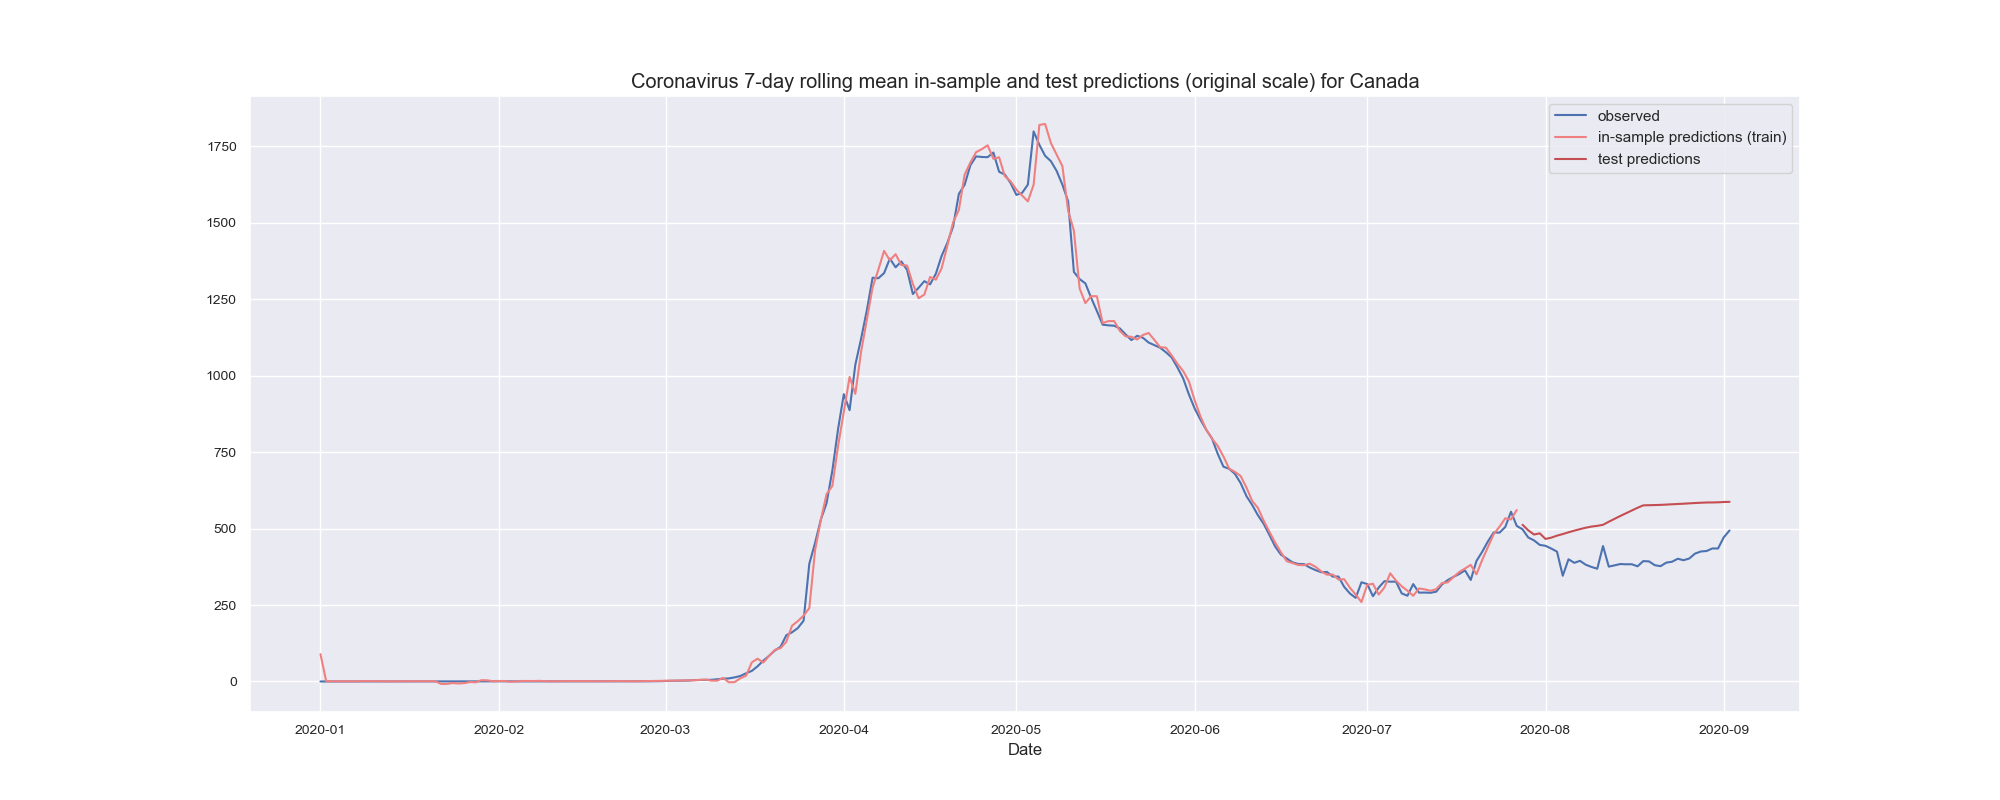 Coronavirus 7-day rolling mean in-sample and test predictions (original scale) for Canada
observed
in-sample predictions (train)
test predictions
1750
1500
1250
1000
750
500
250
0
2020-01 2020-02 2020-03 2020-04 2020-05 2020-06 2020-07 2020-08 2020-09
Date